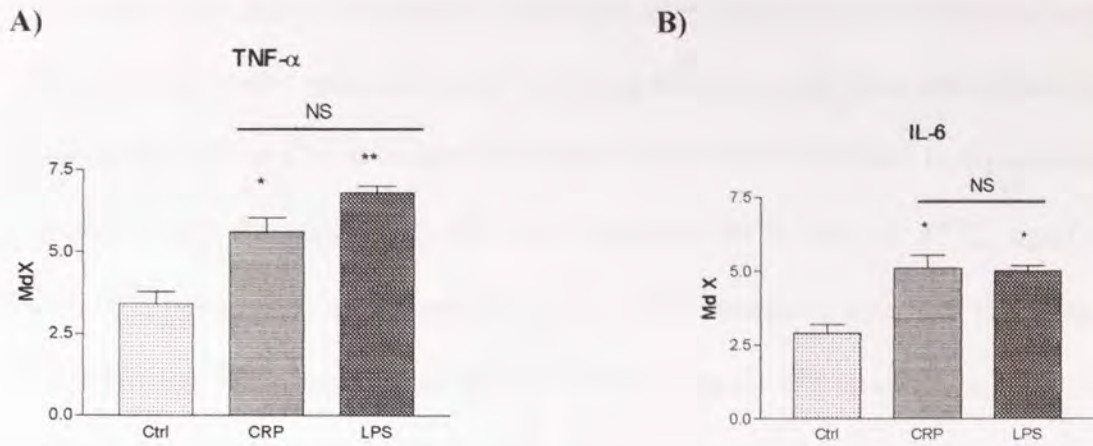 A)
TNF-α
NS
*
**
7.5
5.0
2.5
0.0
MdX
Ctrl
CRP
LPS
B)
IL-6
NS
*
*
7.5
5.0
2.5
0.0
Md X
Ctrl
CRP
LPS